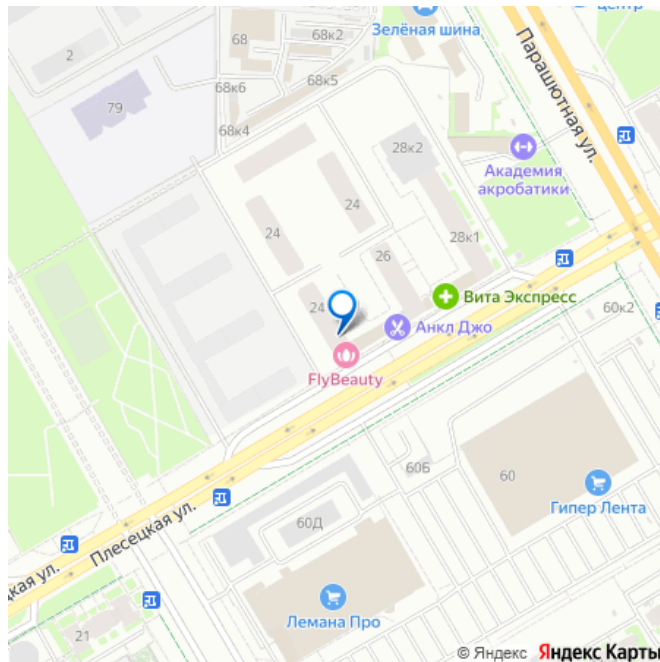 центр
68к2
Зелёная шина
2
68
68к5
68к6
79
68к4
Парашютная ул.
28к2
Академия
акробатики
24
24
28к1
26
24
Вита Экспресс
60к2
Анкл Джо
FlyBeauty
60Б
60
Гипер Лента
Плесецкая ул.
60Д
цкая ул.
Лемана Про
21
© Яндекс Яндекс Карты